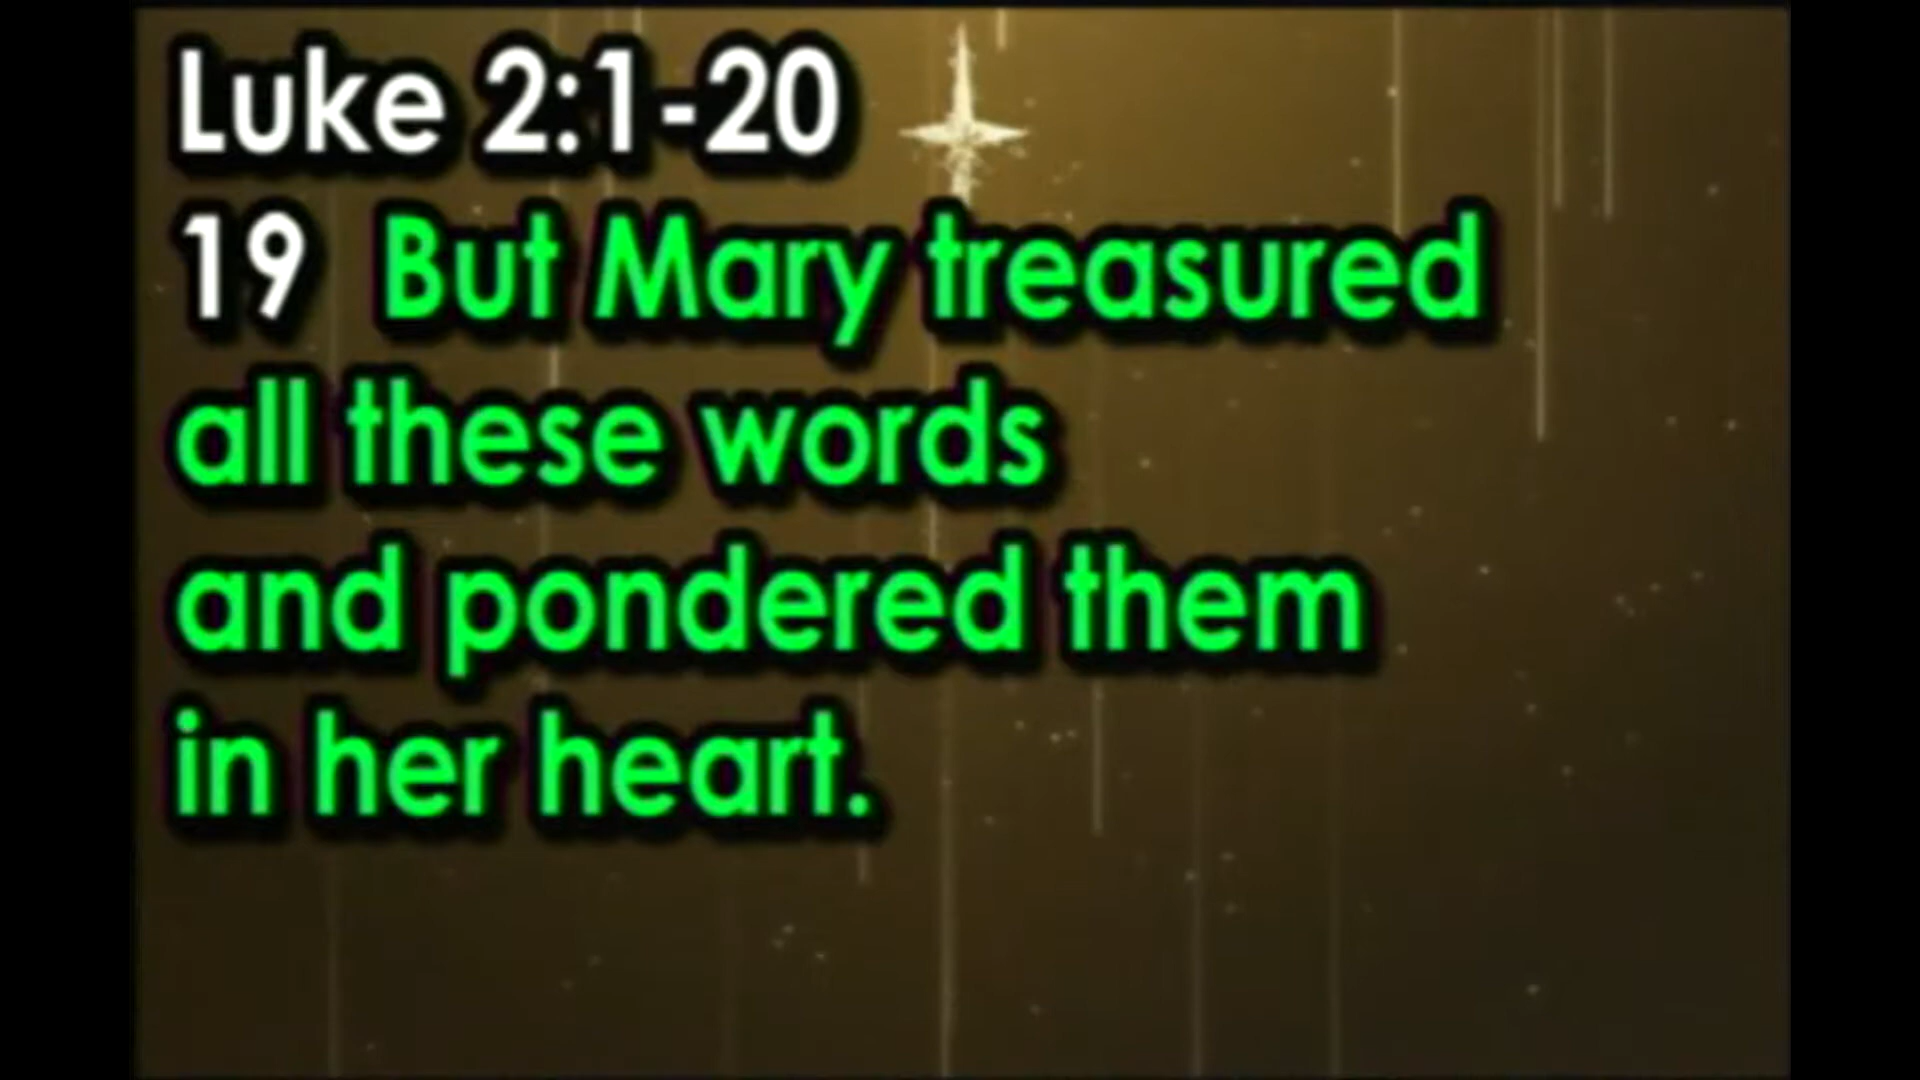 Luke 2:1-20
19 But Mary treasured
all these words
and pondered them
in her heart.